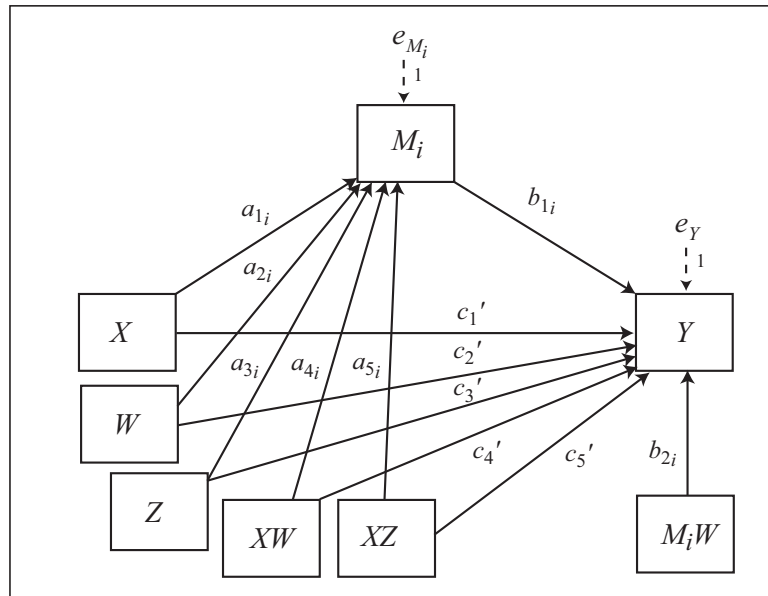 e_{M_i}
1
M_i
a_{1_i}
b_{1_i}
a_{2_i}
e_Y
1
X
c_1′
Y
c_2′
a_{3_i}
a_{4_i}
a_{5_i}
c_3′
W
c_4′
c_5′
b_{2_i}
Z
XW
XZ
M_iW